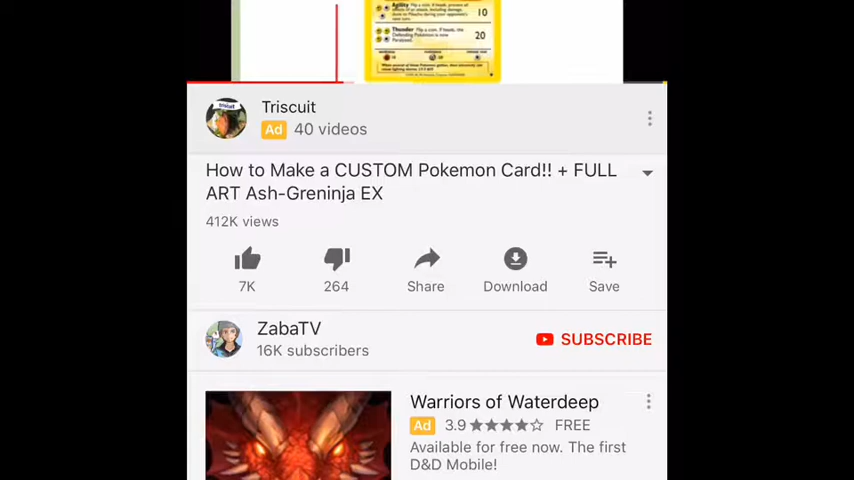 Agility
10
Thunder
20
Triscuit
Ad 40 videos
How to Make a CUSTOM Pokemon Card!! + FULL
ART Ash-Greninja EX
412K views
7K 264 Share Download Save
ZabaTV
16K subscribers
SUBSCRIBE
Warriors of Waterdeep
Ad 3.9 FREE
Available for free now. The first
D&D Mobile!